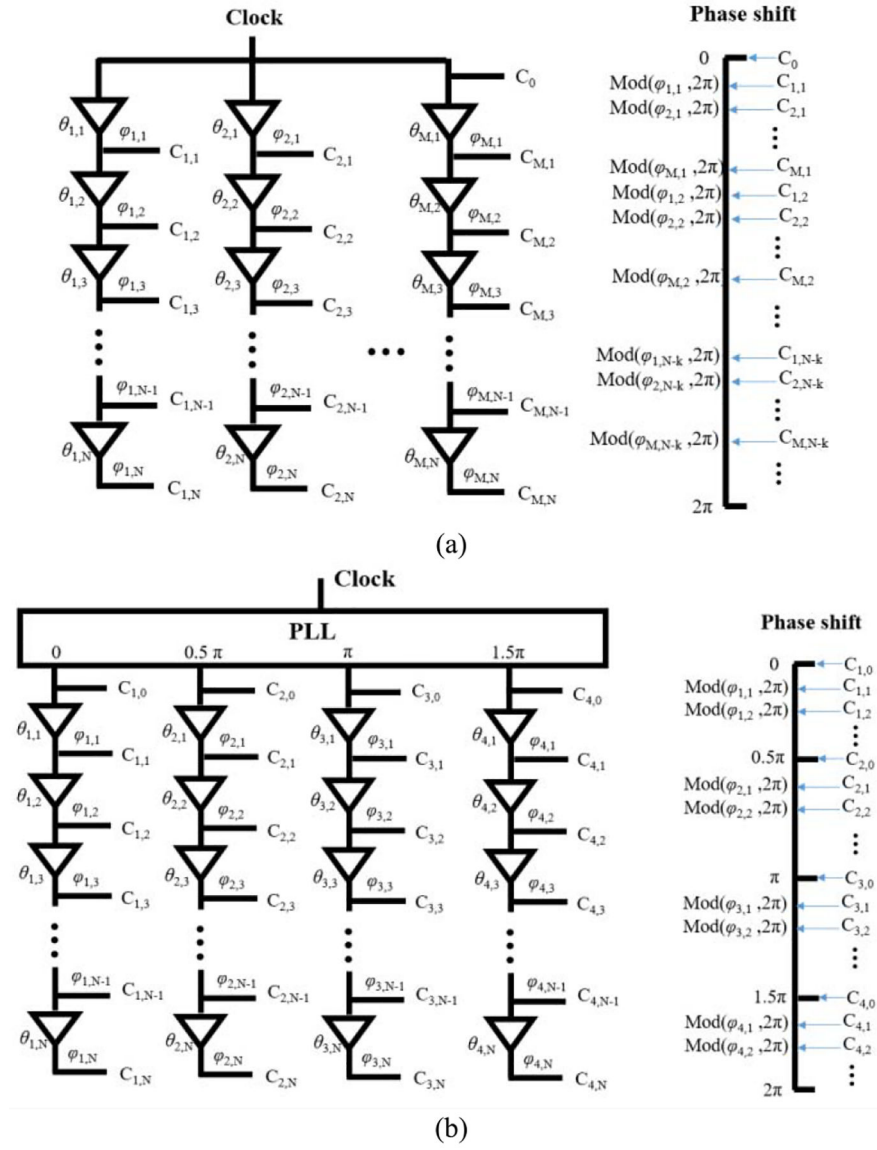 Clock
Phase shift
C0
0 C0
θ1,1 φ1,1 C1,1
θ2,1 φ2,1 C2,1
θM,1 φM,1 CM,1
Mod(φ1,1 ,2π) C1,1
Mod(φ2,1 ,2π) C2,1
θ1,2 φ1,2 C1,2
θ2,2 φ2,2 C2,2
θM,2 φM,2 CM,2
Mod(φM,1 ,2π) CM,1
Mod(φ1,2 ,2π) C1,2
Mod(φ2,2 ,2π) C2,2
θ1,3 φ1,3 C1,3
θ2,3 φ2,3 C2,3
θM,3 φM,3 CM,3
Mod(φM,2 ,2π) CM,2
φ1,N-1 C1,N-1
φ2,N-1 C2,N-1
φM,N-1 CM,N-1
Mod(φ1,N-k ,2π) C1,N-k
Mod(φ2,N-k ,2π) C2,N-k
θ1,N φ1,N C1,N
θ2,N φ2,N C2,N
θM,N φM,N CM,N
Mod(φM,N-k ,2π) CM,N-k
2π
(a)
Clock
PLL
0 0.5 π π 1.5π
Phase shift
C1,0 C2,0 C3,0 C4,0
0 C1,0
θ1,1 φ1,1 C1,1
θ2,1 φ2,1 C2,1
θ3,1 φ3,1 C3,1
θ4,1 φ4,1 C4,1
Mod(φ1,1 ,2π) C1,1
Mod(φ1,2 ,2π) C1,2
0.5π C2,0
θ1,2 φ1,2 C1,2
θ2,2 φ2,2 C2,2
θ3,2 φ3,2 C3,2
θ4,2 φ4,2 C4,2
Mod(φ2,1 ,2π) C2,1
Mod(φ2,2 ,2π) C2,2
θ1,3 φ1,3 C1,3
θ2,3 φ2,3 C2,3
θ3,3 φ3,3 C3,3
θ4,3 φ4,3 C4,3
π C3,0
Mod(φ3,1 ,2π) C3,1
Mod(φ3,2 ,2π) C3,2
φ1,N-1 C1,N-1
φ2,N-1 C2,N-1
φ3,N-1 C3,N-1
φ4,N-1 C4,N-1
1.5π C4,0
θ1,N φ1,N C1,N
θ2,N φ2,N C2,N
θ3,N φ3,N C3,N
θ4,N φ4,N C4,N
Mod(φ4,1 ,2π) C4,1
Mod(φ4,2 ,2π) C4,2
2π
(b)